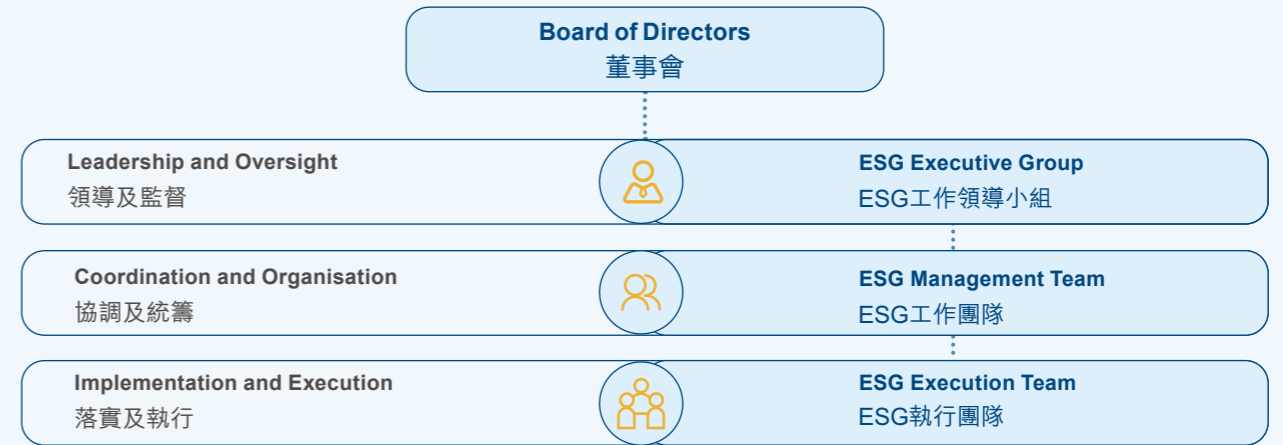 Board of Directors
董事會
Leadership and Oversight
領導及監督
ESG Executive Group
ESG工作領導小組
Coordination and Organisation
協調及統籌
ESG Management Team
ESG工作團隊
Implementation and Execution
落實及執行
ESG Execution Team
ESG執行團隊